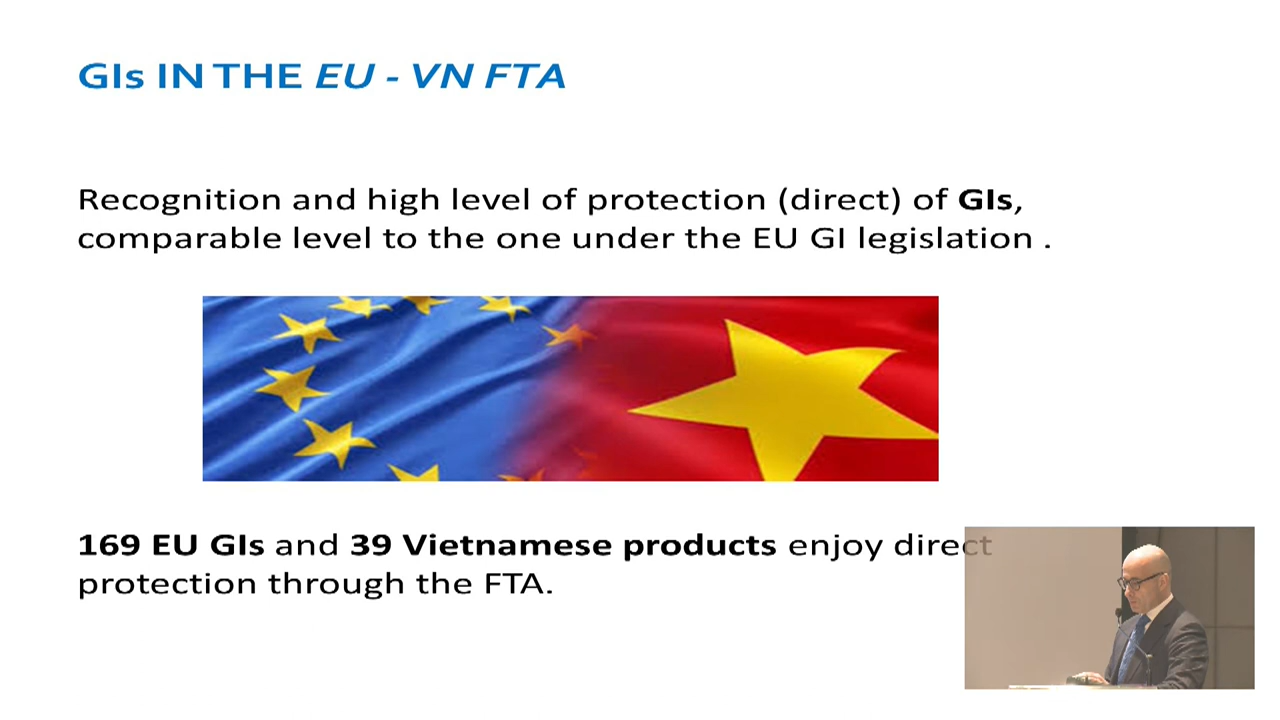 GIs IN THE EU - VN FTA
Recognition and high level of protection (direct) of GIs,
comparable level to the one under the EU GI legislation .
169 EU GIs and 39 Vietnamese products enjoy direct
protection through the FTA.